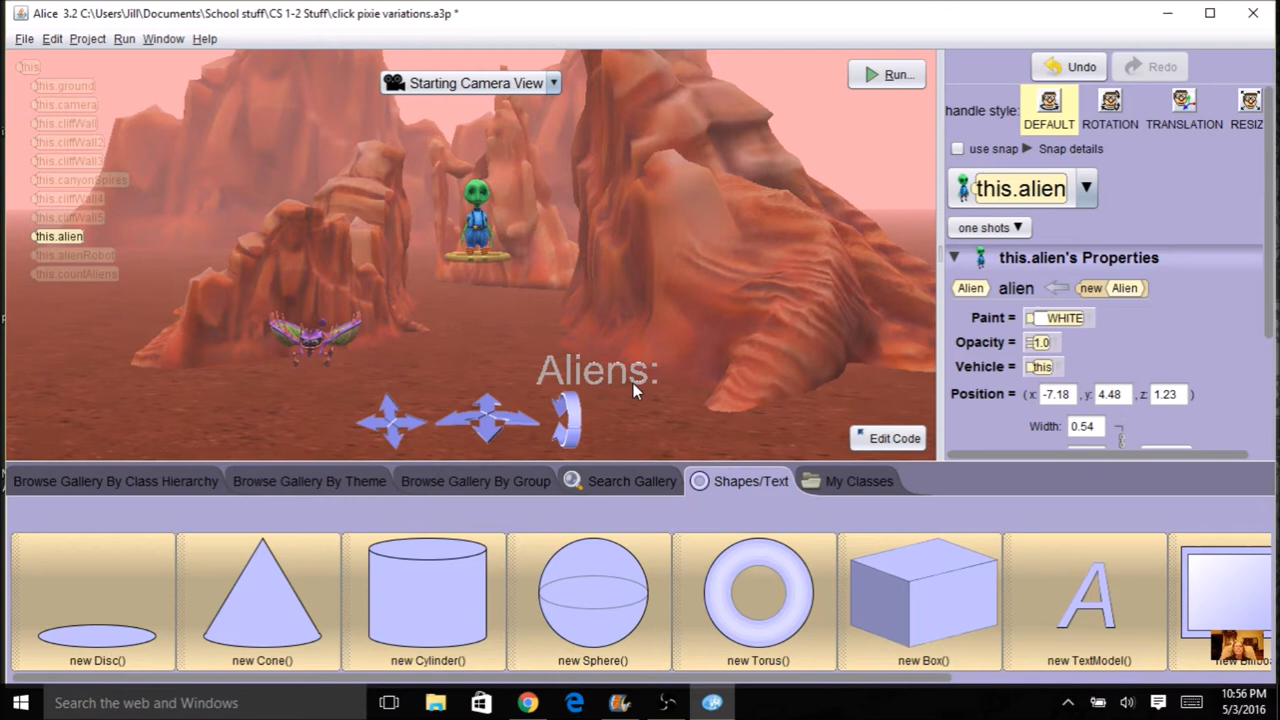 Alice 3.2 C:\Users\Jill\Documents\School stuff\CS 1-2 Stuff\click pixie variations.a3p *
File Edit Project Run Window Help
this
this.ground
this.camera
this.cliffWall
this.cliffWall2
this.cliffWall3
this.canyonSpires
this.cliffWall4
this.cliffWall5
this.alien
this.alienRobot
this.countAliens
Starting Camera View
Run...
Aliens:
Edit Code
Undo Redo
handle style:
DEFAULT ROTATION TRANSLATION RESIZ
use snap Snap details
this.alien
one shots
this.alien's Properties
Alien alien new Alien
Paint = WHITE
Opacity = 1.0
Vehicle = this
Position = ( x: -7.18 , y: 4.48 , z: 1.23 )
Width: 0.54
Browse Gallery By Class Hierarchy Browse Gallery By Theme Browse Gallery By Group Search Gallery Shapes/Text My Classes
A
new Disc() new Cone() new Cylinder() new Sphere() new Torus() new Box() new TextModel()
Search the web and Windows
10:56 PM
5/3/2016